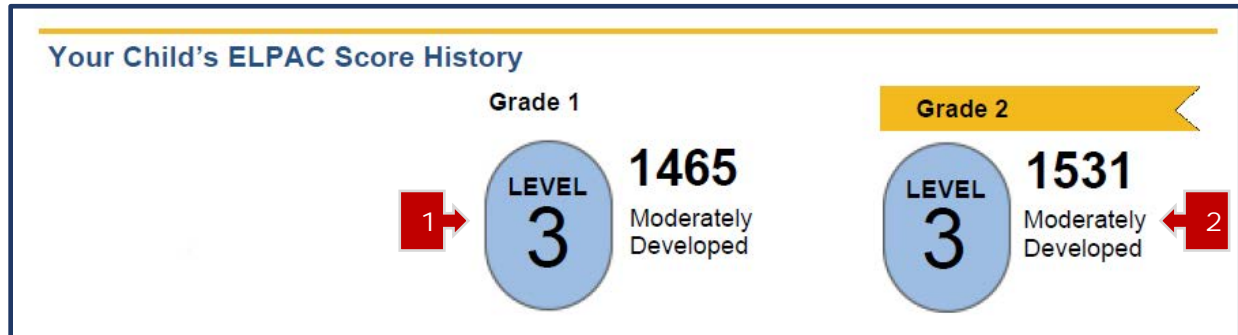 Your Child's ELPAC Score History
Grade 1
Grade 2
1
LEVEL
3
1465
Moderately
Developed
LEVEL
3
1531
Moderately
Developed
2